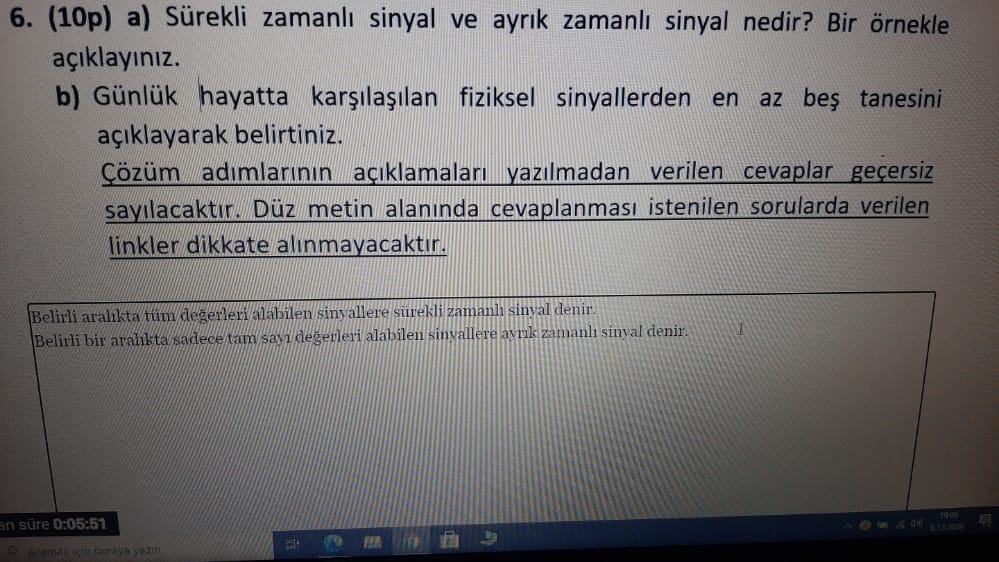 6. (10p) a) Sürekli zamanlı sinyal ve ayrık zamanlı sinyal nedir? Bir örnekle
açıklayınız.
b) Günlük hayatta karşılaşılan fiziksel sinyallerden en az beş tanesini
açıklayarak belirtiniz.
Çözüm adımlarının açıklamaları yazılmadan verilen cevaplar geçersiz
sayılacaktır. Düz metin alanında cevaplanması istenilen sorularda verilen
linkler dikkate alınmayacaktır.
Belirli aralıkta tüm değerleri alabilen sinyallere sürekli zamanlı sinyal denir.
Belirli bir aralıkta sadece tam sayı değerleri alabilen sinyallere ayrık zamanlı sinyal denir.
an süre 0:05:51
Aramak için buraya yazın
19:09
9.12.2020